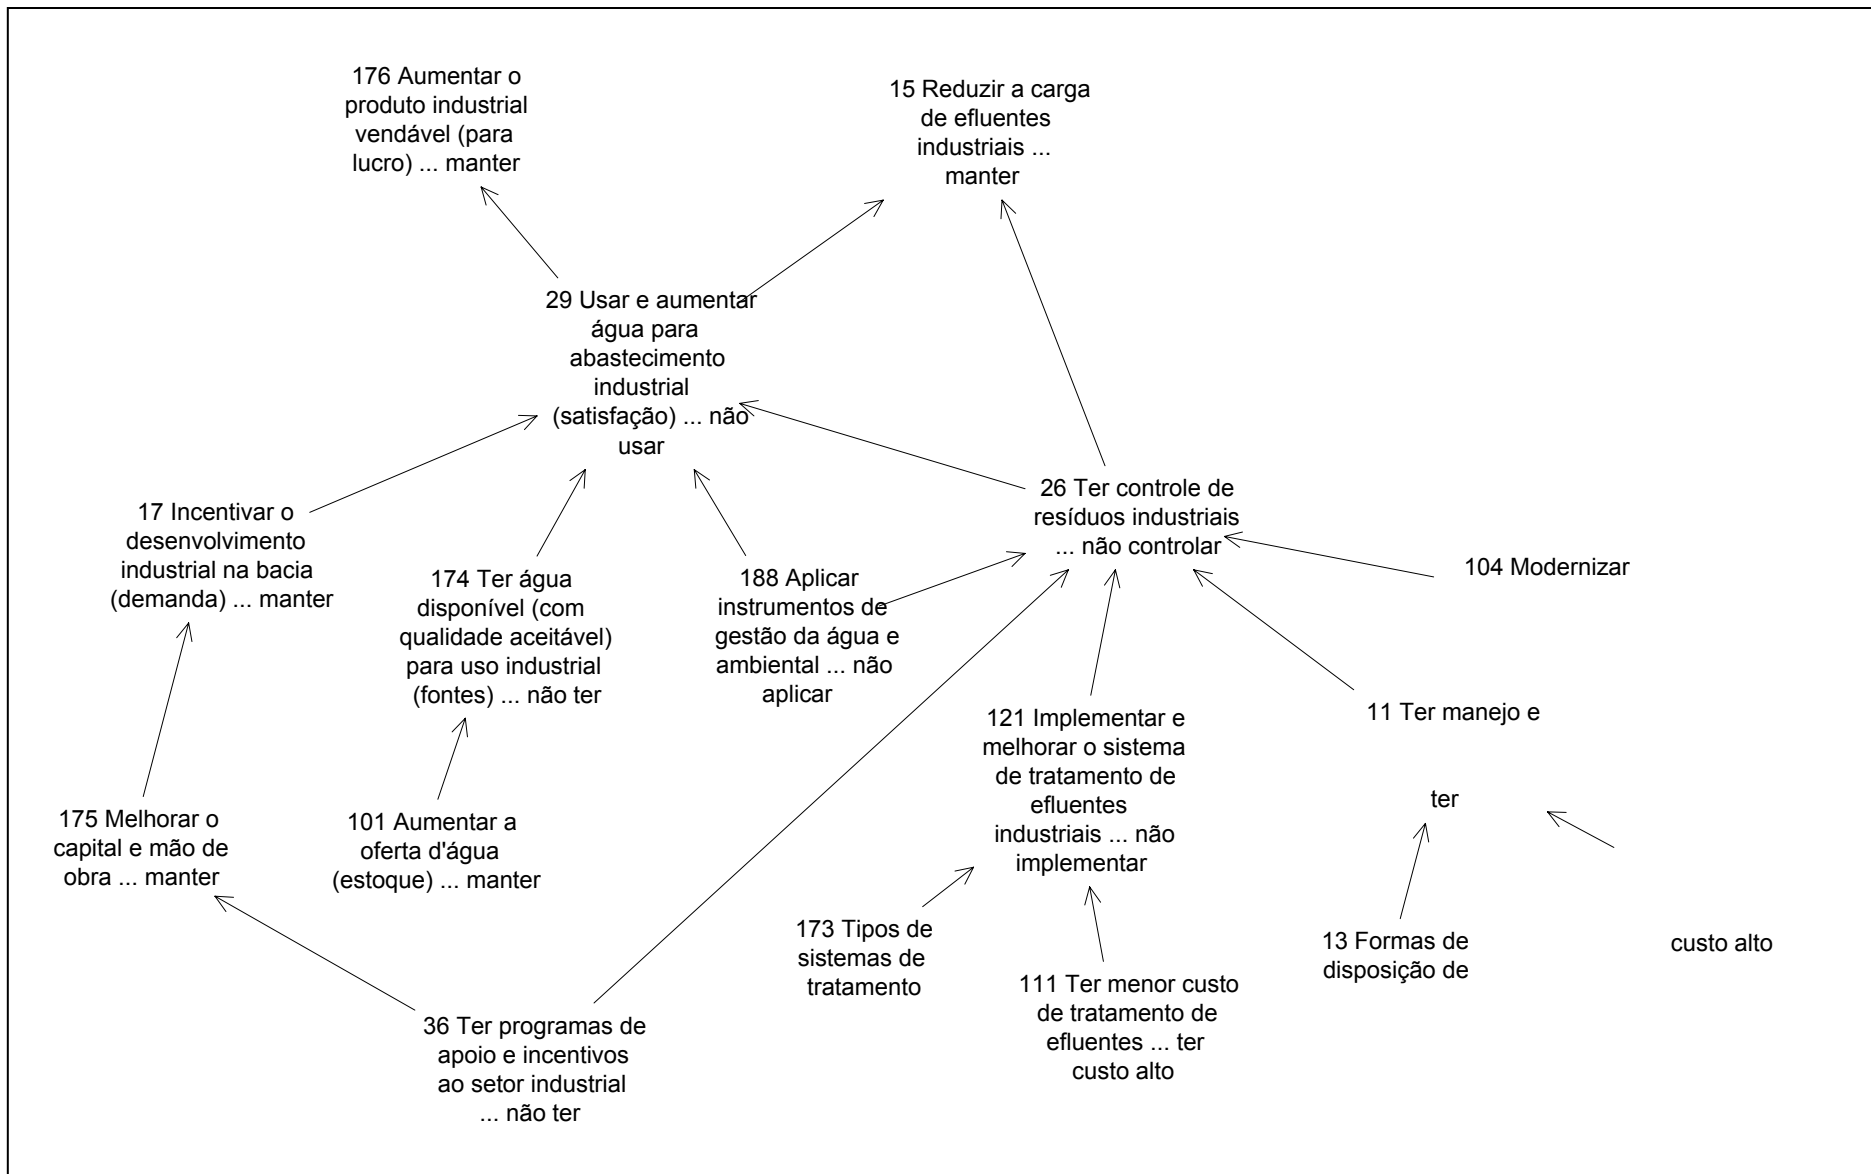 176 Aumentar o
produto industrial
vendável (para
lucro) ... manter
15 Reduzir a carga
de efluentes
industriais ...
manter
29 Usar e aumentar
água para
abastecimento
industrial
(satisfação) ... não
usar
17 Incentivar o
desenvolvimento
industrial na bacia
(demanda) ... manter
174 Ter água
disponível (com
qualidade aceitável)
para uso industrial
(fontes) ... não ter
188 Aplicar
instrumentos de
gestão da água e
ambiental ... não
aplicar
26 Ter controle de
resíduos industriais
... não controlar
104 Modernizar
121 Implementar e
melhorar o sistema
de tratamento de
efluentes
industriais ... não
implementar
11 Ter manejo e
ter
175 Melhorar o
capital e mão de
obra ... manter
101 Aumentar a
oferta d'água
(estoque) ... manter
173 Tipos de
sistemas de
tratamento
111 Ter menor custo
de tratamento de
efluentes ... ter
custo alto
13 Formas de
disposição de
custo alto
36 Ter programas de
apoio e incentivos
ao setor industrial
... não ter